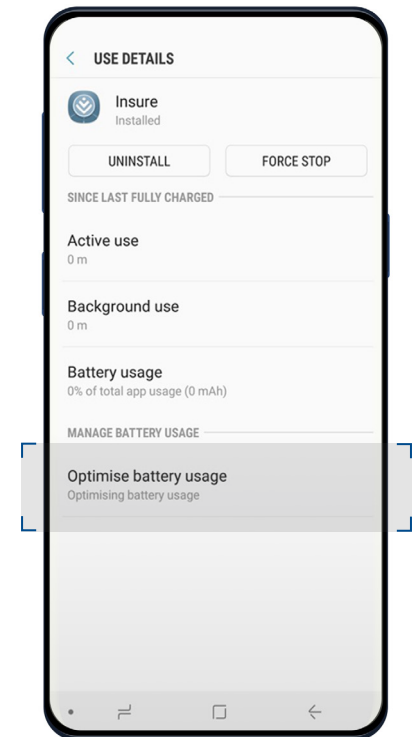 USE DETAILS
Insure
Installed
UNINSTALL
FORCE STOP
SINCE LAST FULLY CHARGED
Active use
0 m
Background use
0 m
Battery usage
0% of total app usage (0 mAh)
MANAGE BATTERY USAGE
Optimise battery usage
Optimising battery usage